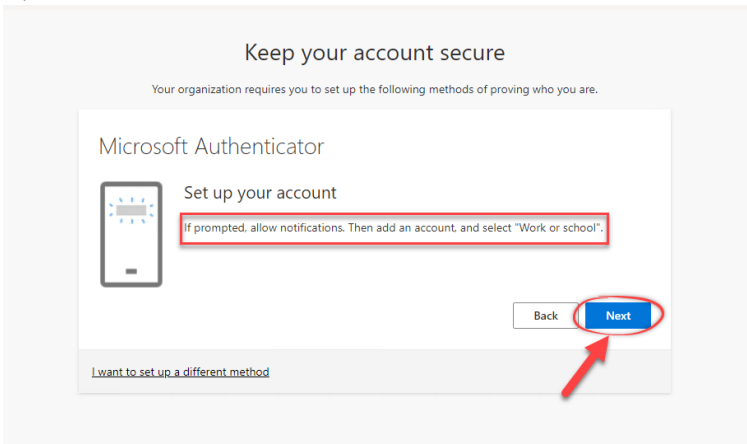 Keep your account secure
Your organization requires you to set up the following methods of proving who you are.
Microsoft Authenticator
Set up your account
If prompted, allow notifications. Then add an account, and select "Work or school".
Back
Next
I want to set up a different method